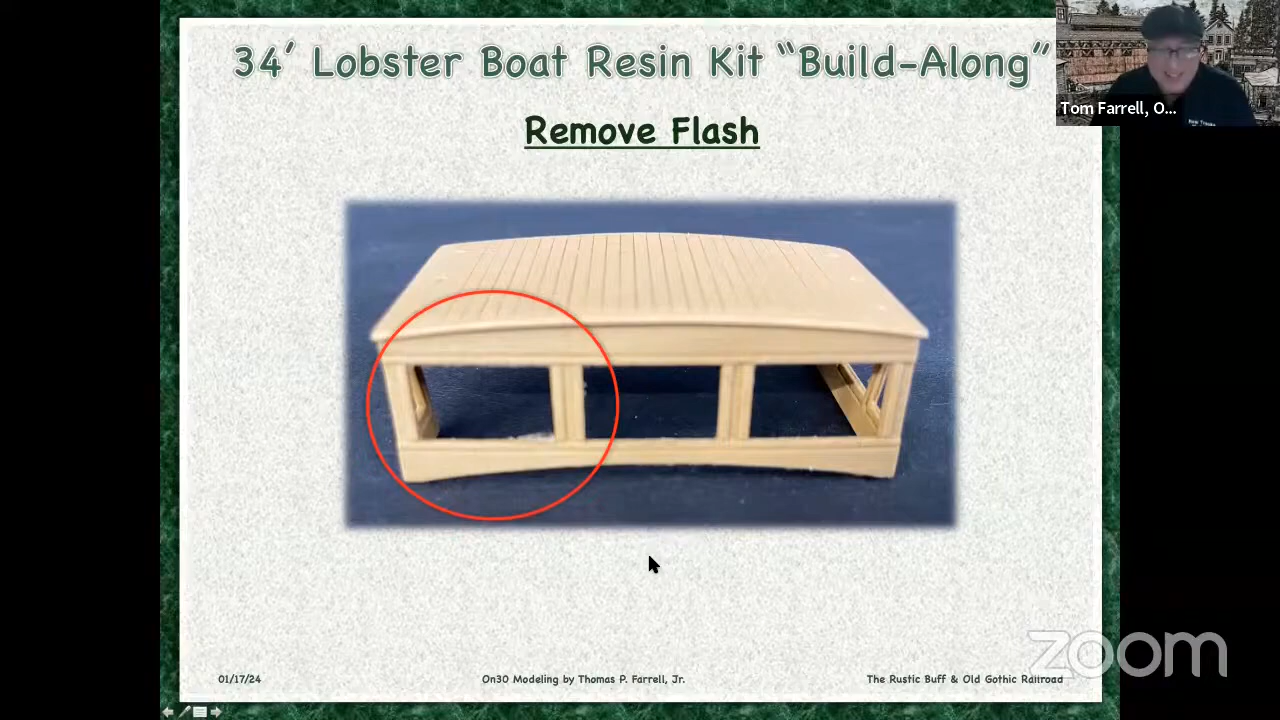 34’ Lobster Boat Resin Kit “Build-Along”
Tom Farrell, O...
Remove Flash
zoom
01/17/24
On30 Modeling by Thomas P. Farrell, Jr.
The Rustic Buff & Old Gothic Railroad